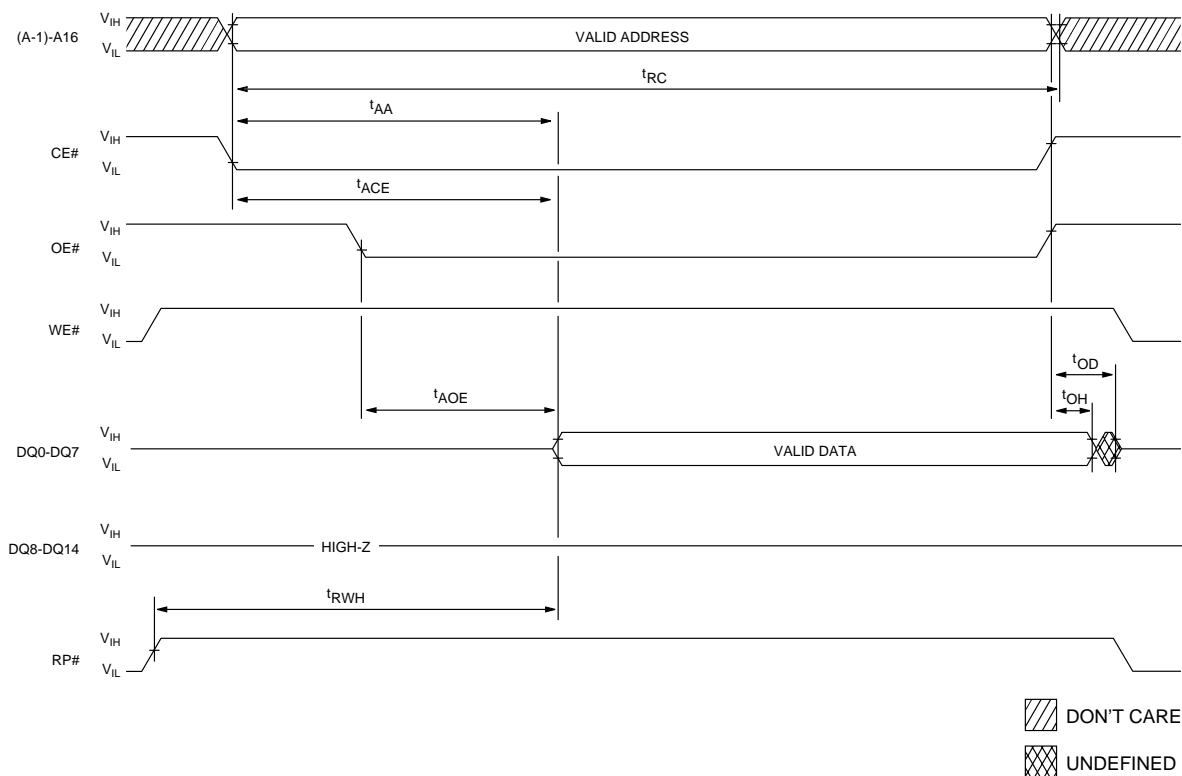 (A-1)-A16
VIH
VIL
VALID ADDRESS
tRC
tAA
CE#
VIH
VIL
tACE
OE#
VIH
VIL
WE#
VIH
VIL
tOD
tAOE
tOH
DQ0-DQ7
VIH
VIL
VALID DATA
DQ8-DQ14
VIH
VIL
HIGH-Z
tRWH
RP#
VIH
VIL
DON'T CARE
UNDEFINED